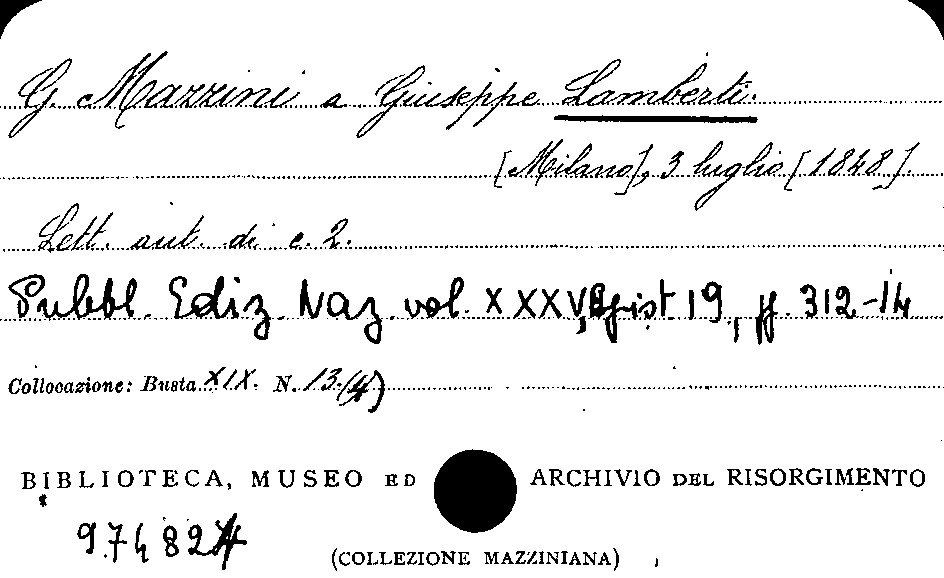 G. Mazzini a Giuseppe Lamberti.
[Milano], 3 luglio [1848].
Lett. aut. di c. 2.
Pubbl. Ediz. Naz. vol. XXXV, Epist. 19, pp. 312-14
Collocazione: Busta XIX. N. 13.(4)
BIBLIOTECA, MUSEO ED ARCHIVIO DEL RISORGIMENTO
(COLLEZIONE MAZZINIANA)